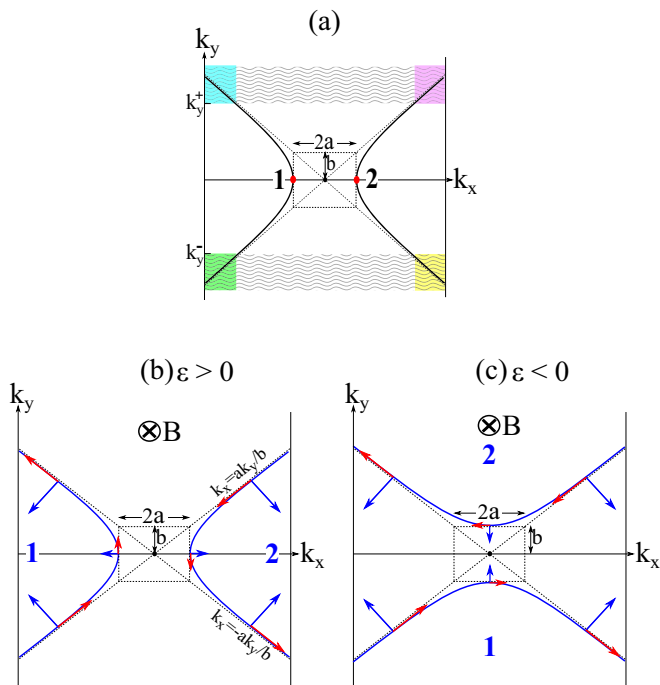 (a)
k_y
k_y^+
2a
b
1
2
k_x
k_y^-
(b) ε > 0
(c) ε < 0
k_y
⊗B
k_x=ak_y/b
2a
b
1
2
k_x
k_x=-ak_y/b
k_y
⊗B
2
2a
b
k_x
1